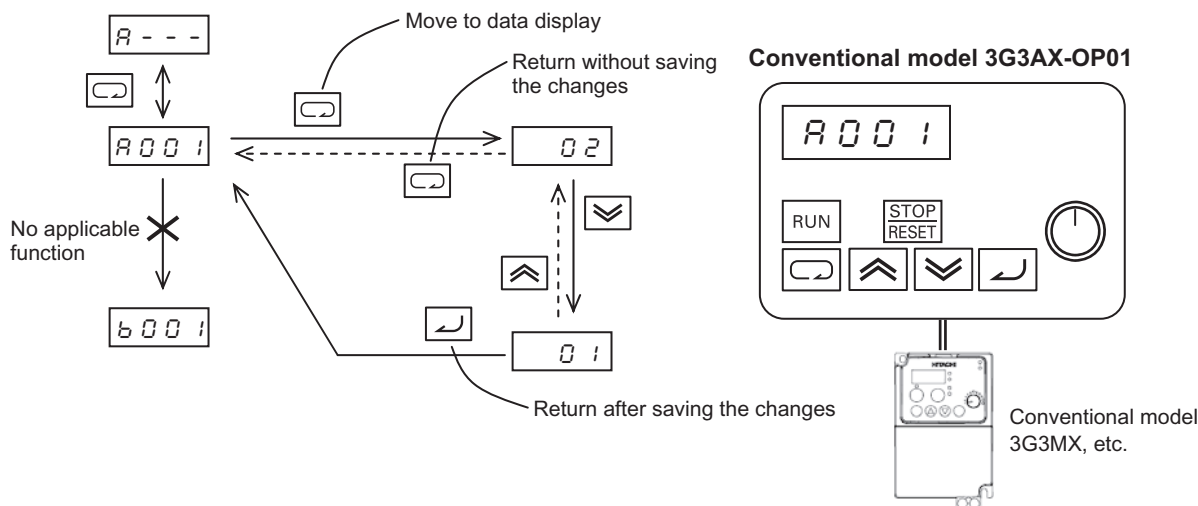 A - - -
Move to data display
Return without saving
the changes
A001
02
No applicable
function
b001
01
Return after saving the changes
Conventional model 3G3AX-OP01
A001
RUN
STOP
RESET
HITACHI
Conventional model
3G3MX, etc.